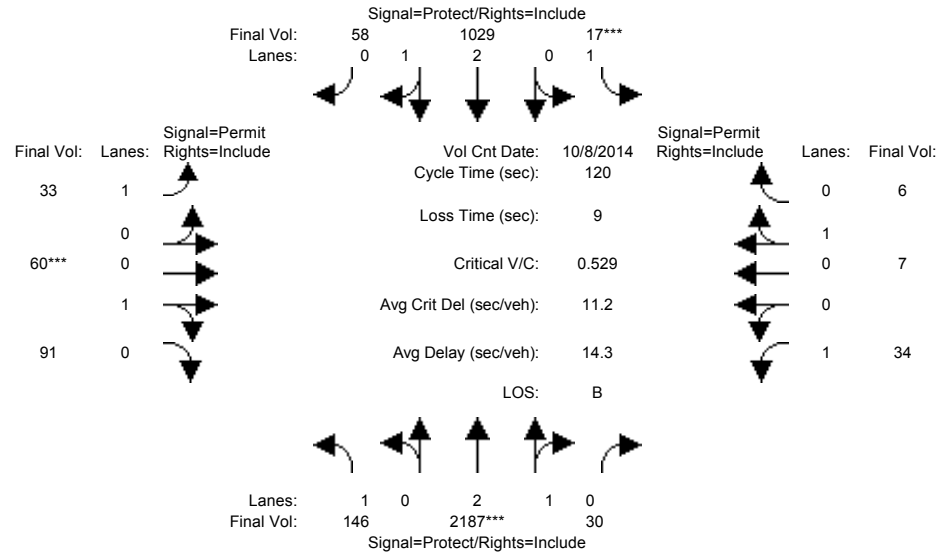 Signal=Protect/Rights=Include
Final Vol: 58 1029 17***
Lanes: 0 1 2 0 1
Signal=Permit Signal=Permit
Final Vol: Lanes: Rights=Include Vol Cnt Date: 10/8/2014 Rights=Include Lanes: Final Vol:
Cycle Time (sec): 120
33 1 0 6
Loss Time (sec): 9
0 1
60*** 0 Critical V/C: 0.529 0 7
1 Avg Crit Del (sec/veh): 11.2 0
91 0 Avg Delay (sec/veh): 14.3 1 34
LOS: B
Lanes: 1 0 2 1 0
Final Vol: 146 2187*** 30
Signal=Protect/Rights=Include